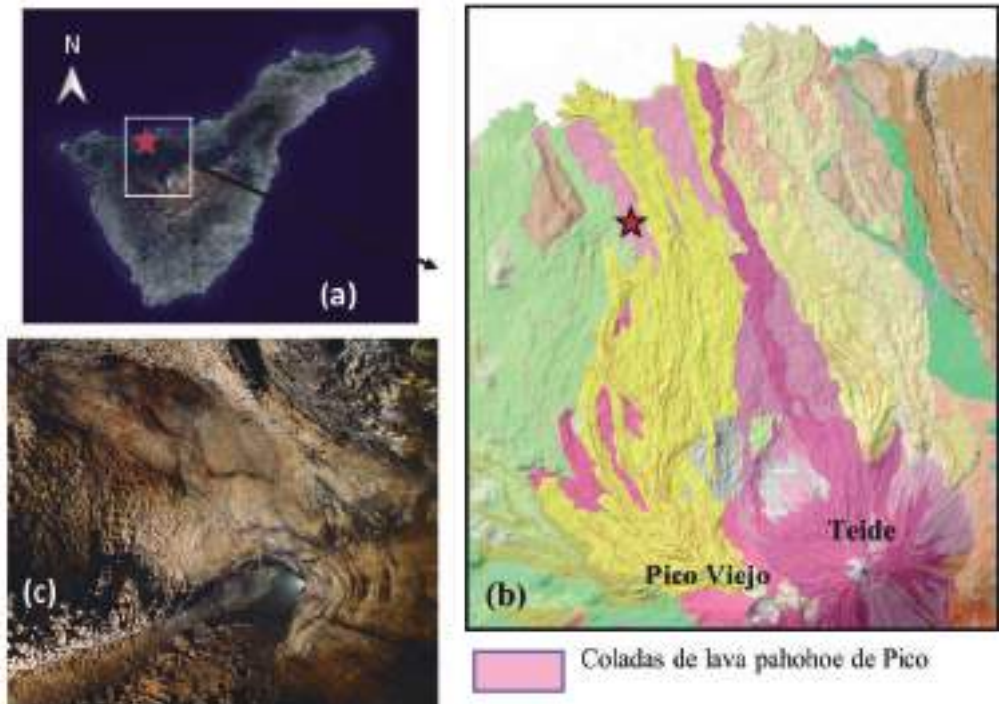 N
(a)
(c)
Teide
Pico Viejo
(b)
Coladas de lava pahohoe de Pico